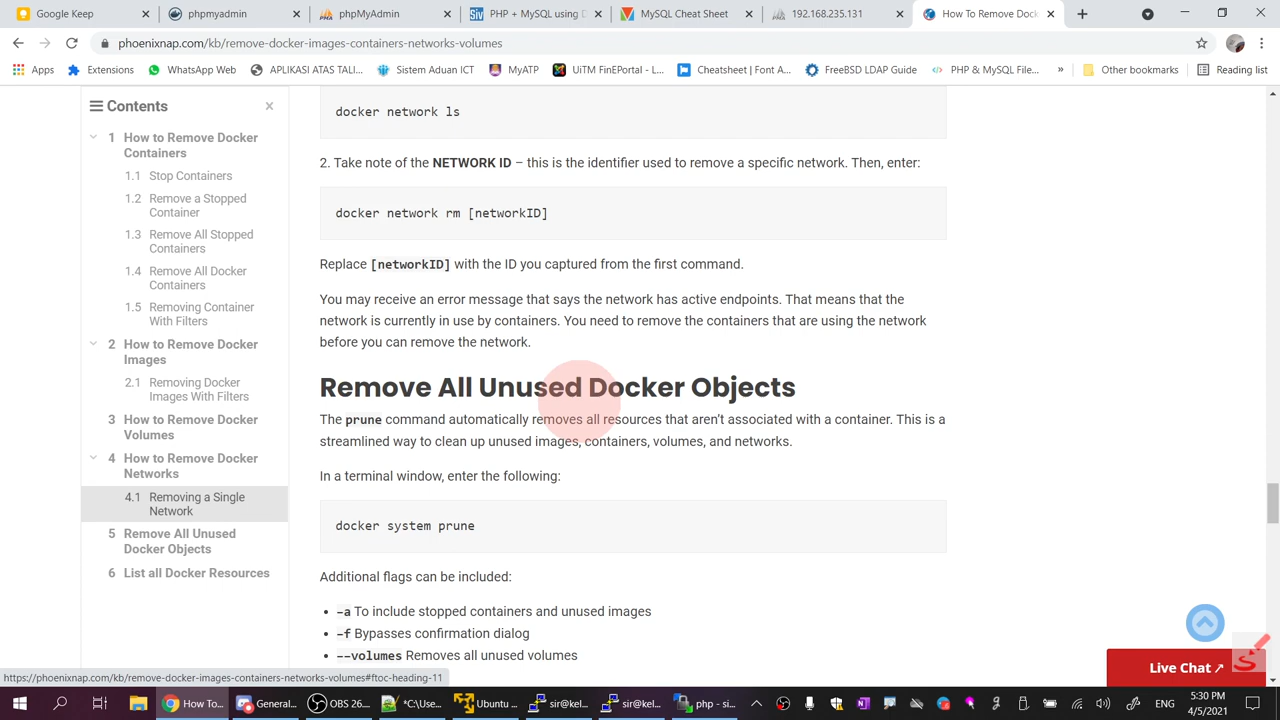 Google Keep
phpmyadmin
phpMyAdmin
PHP + MySQL using D
MySQL Cheat Sheet
192.168.235.131
How To Remove Dock
phoenixnap.com/kb/remove-docker-images-containers-networks-volumes
Apps
Extensions
WhatsApp Web
APLIKASI ATAS TALI...
Sistem Aduan ICT
MyATP
UiTM FinEPortal - L...
Cheatsheet | Font A...
FreeBSD LDAP Guide
PHP & MySQL File...
»
Other bookmarks
Reading list
Contents
1 How to Remove Docker
Containers
1.1 Stop Containers
1.2 Remove a Stopped
Container
1.3 Remove All Stopped
Containers
1.4 Remove All Docker
Containers
1.5 Removing Container
With Filters
2 How to Remove Docker
Images
2.1 Removing Docker
Images With Filters
3 How to Remove Docker
Volumes
4 How to Remove Docker
Networks
4.1 Removing a Single
Network
5 Remove All Unused
Docker Objects
6 List all Docker Resources
docker network ls
2. Take note of the NETWORK ID – this is the identifier used to remove a specific network. Then, enter:
docker network rm [networkID]
Replace [networkID] with the ID you captured from the first command.
You may receive an error message that says the network has active endpoints. That means that the
network is currently in use by containers. You need to remove the containers that are using the network
before you can remove the network.
Remove All Unused Docker Objects
The prune command automatically removes all resources that aren’t associated with a container. This is a
streamlined way to clean up unused images, containers, volumes, and networks.
In a terminal window, enter the following:
docker system prune
Additional flags can be included:
• –a To include stopped containers and unused images
• –f Bypasses confirmation dialog
• ––volumes Removes all unused volumes
Live Chat
https://phoenixnap.com/kb/remove-docker-images-containers-networks-volumes#ftoc-heading-11
How To...
General...
OBS 26...
*C:\Use...
Ubuntu ...
sir@kel...
sir@kel...
php - si...
ENG
5:30 PM
4/5/2021